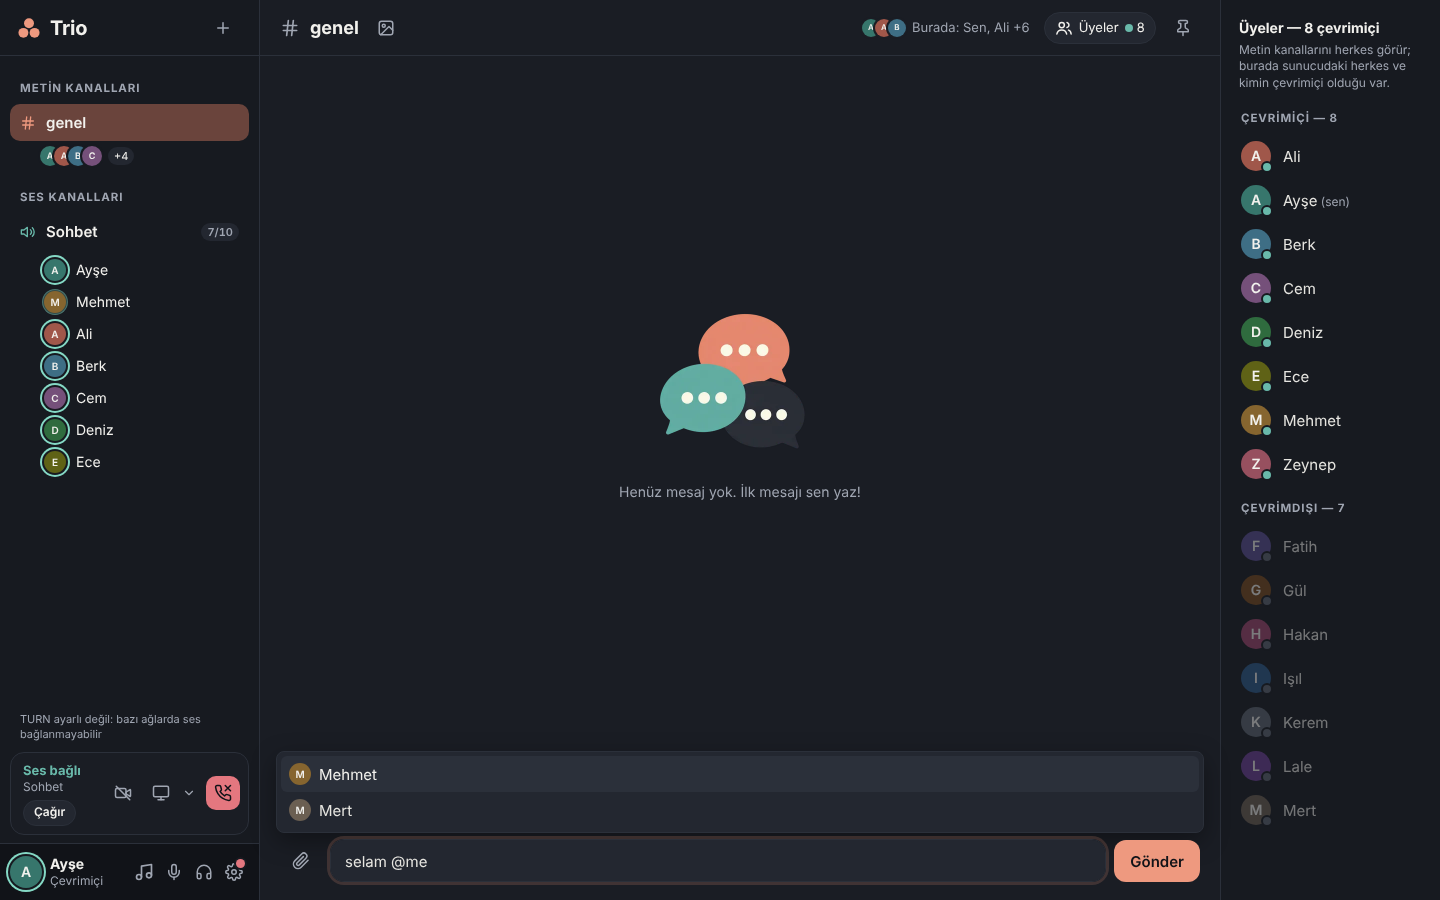 Trio
METİN KANALLARI
genel
A A B C +4
SES KANALLARI
Sohbet 7/10
A Ayşe
M Mehmet
A Ali
B Berk
C Cem
D Deniz
E Ece
TURN ayarlı değil: bazı ağlarda ses
bağlanmayabilir
Ses bağlı
Sohbet
Çağır
A Ayşe
Çevrimiçi
# genel
A A B Burada: Sen, Ali +6
Üyeler 8
Henüz mesaj yok. İlk mesajı sen yaz!
M Mehmet
M Mert
selam @me
Gönder
Üyeler — 8 çevrimiçi
Metin kanallarını herkes görür;
burada sunucudaki herkes ve
kimin çevrimiçi olduğu var.
ÇEVRİMİÇİ — 8
A Ali
A Ayşe (sen)
B Berk
C Cem
D Deniz
E Ece
M Mehmet
Z Zeynep
ÇEVRİMDIŞI — 7
F Fatih
G Gül
H Hakan
I Işıl
K Kerem
L Lale
M Mert